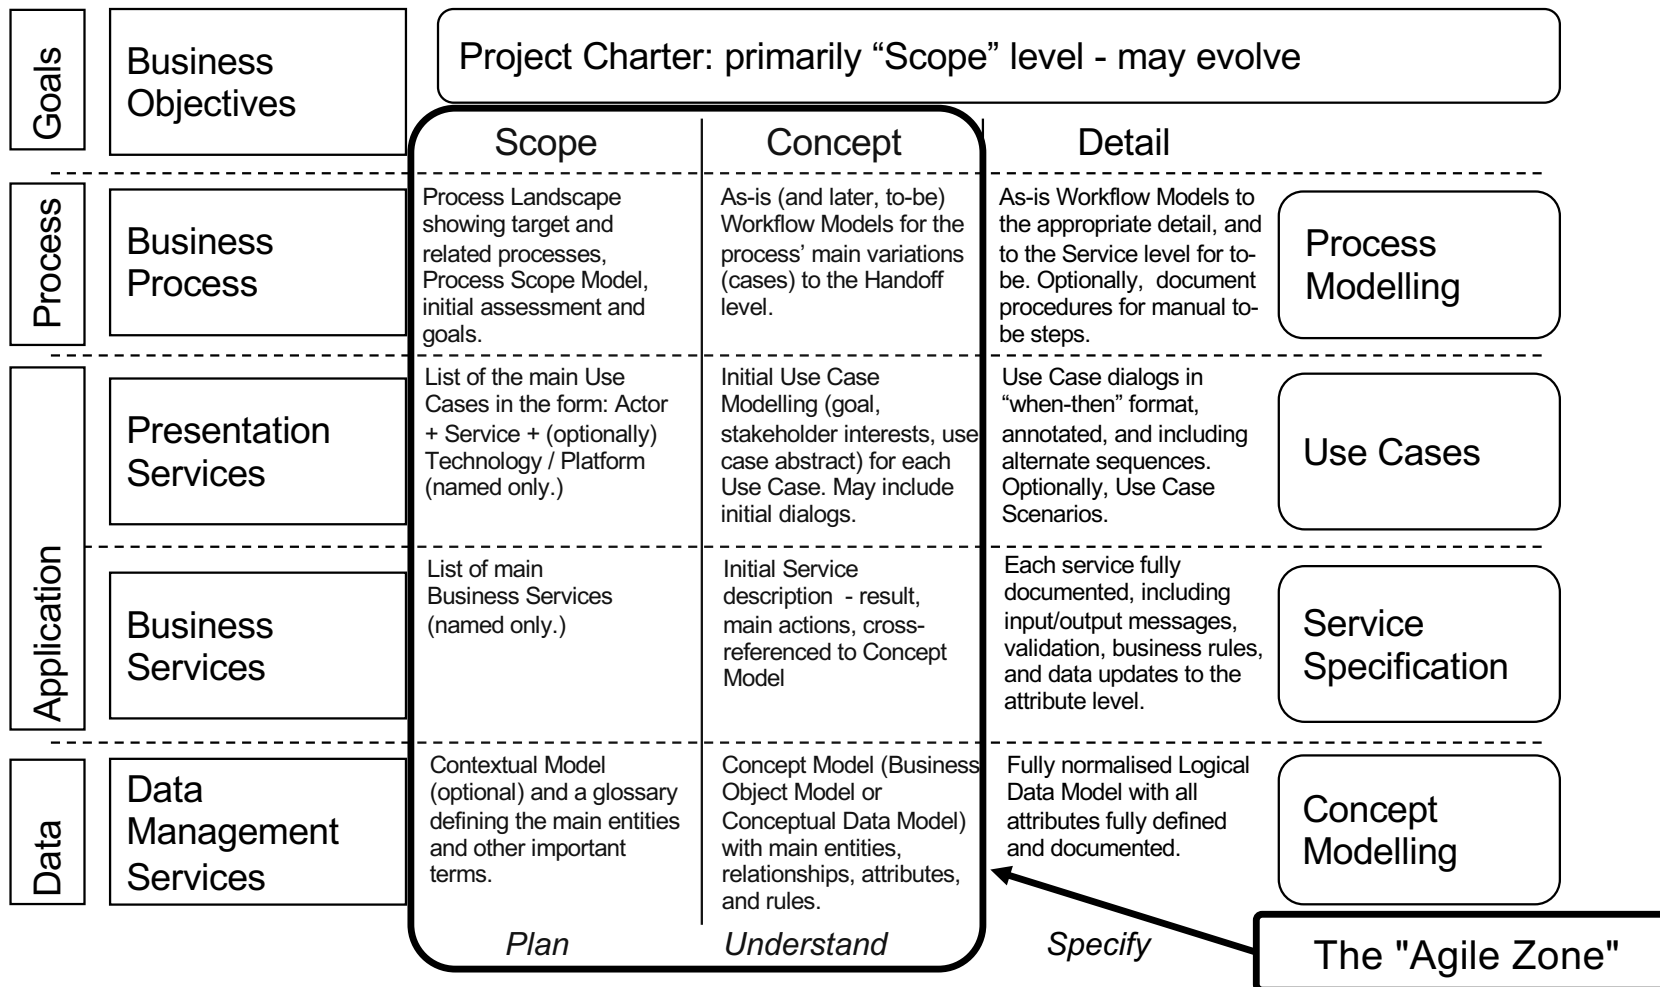 Goals
Business
Objectives
Project Charter: primarily “Scope” level - may evolve
Scope
Concept
Detail
Process
Business
Process
Process Landscape
showing target and
related processes,
Process Scope Model,
initial assessment and
goals.
As-is (and later, to-be)
Workflow Models for the
process’ main variations
(cases) to the Handoff
level.
As-is Workflow Models to
the appropriate detail, and
to the Service level for to-
be. Optionally, document
procedures for manual to-
be steps.
Process
Modelling
Application
Presentation
Services
List of the main Use
Cases in the form: Actor
+ Service + (optionally)
Technology / Platform
(named only.)
Initial Use Case
Modelling (goal,
stakeholder interests, use
case abstract) for each
Use Case. May include
initial dialogs.
Use Case dialogs in
“when-then” format,
annotated, and including
alternate sequences.
Optionally, Use Case
Scenarios.
Use Cases
Business
Services
List of main
Business Services
(named only.)
Initial Service
description - result,
main actions, cross-
referenced to Concept
Model
Each service fully
documented, including
input/output messages,
validation, business rules,
and data updates to the
attribute level.
Service
Specification
Data
Data
Management
Services
Contextual Model
(optional) and a glossary
defining the main entities
and other important
terms.
Concept Model (Business
Object Model or
Conceptual Data Model)
with main entities,
relationships, attributes,
and rules.
Fully normalised Logical
Data Model with all
attributes fully defined
and documented.
Concept
Modelling
Plan
Understand
Specify
The "Agile Zone"